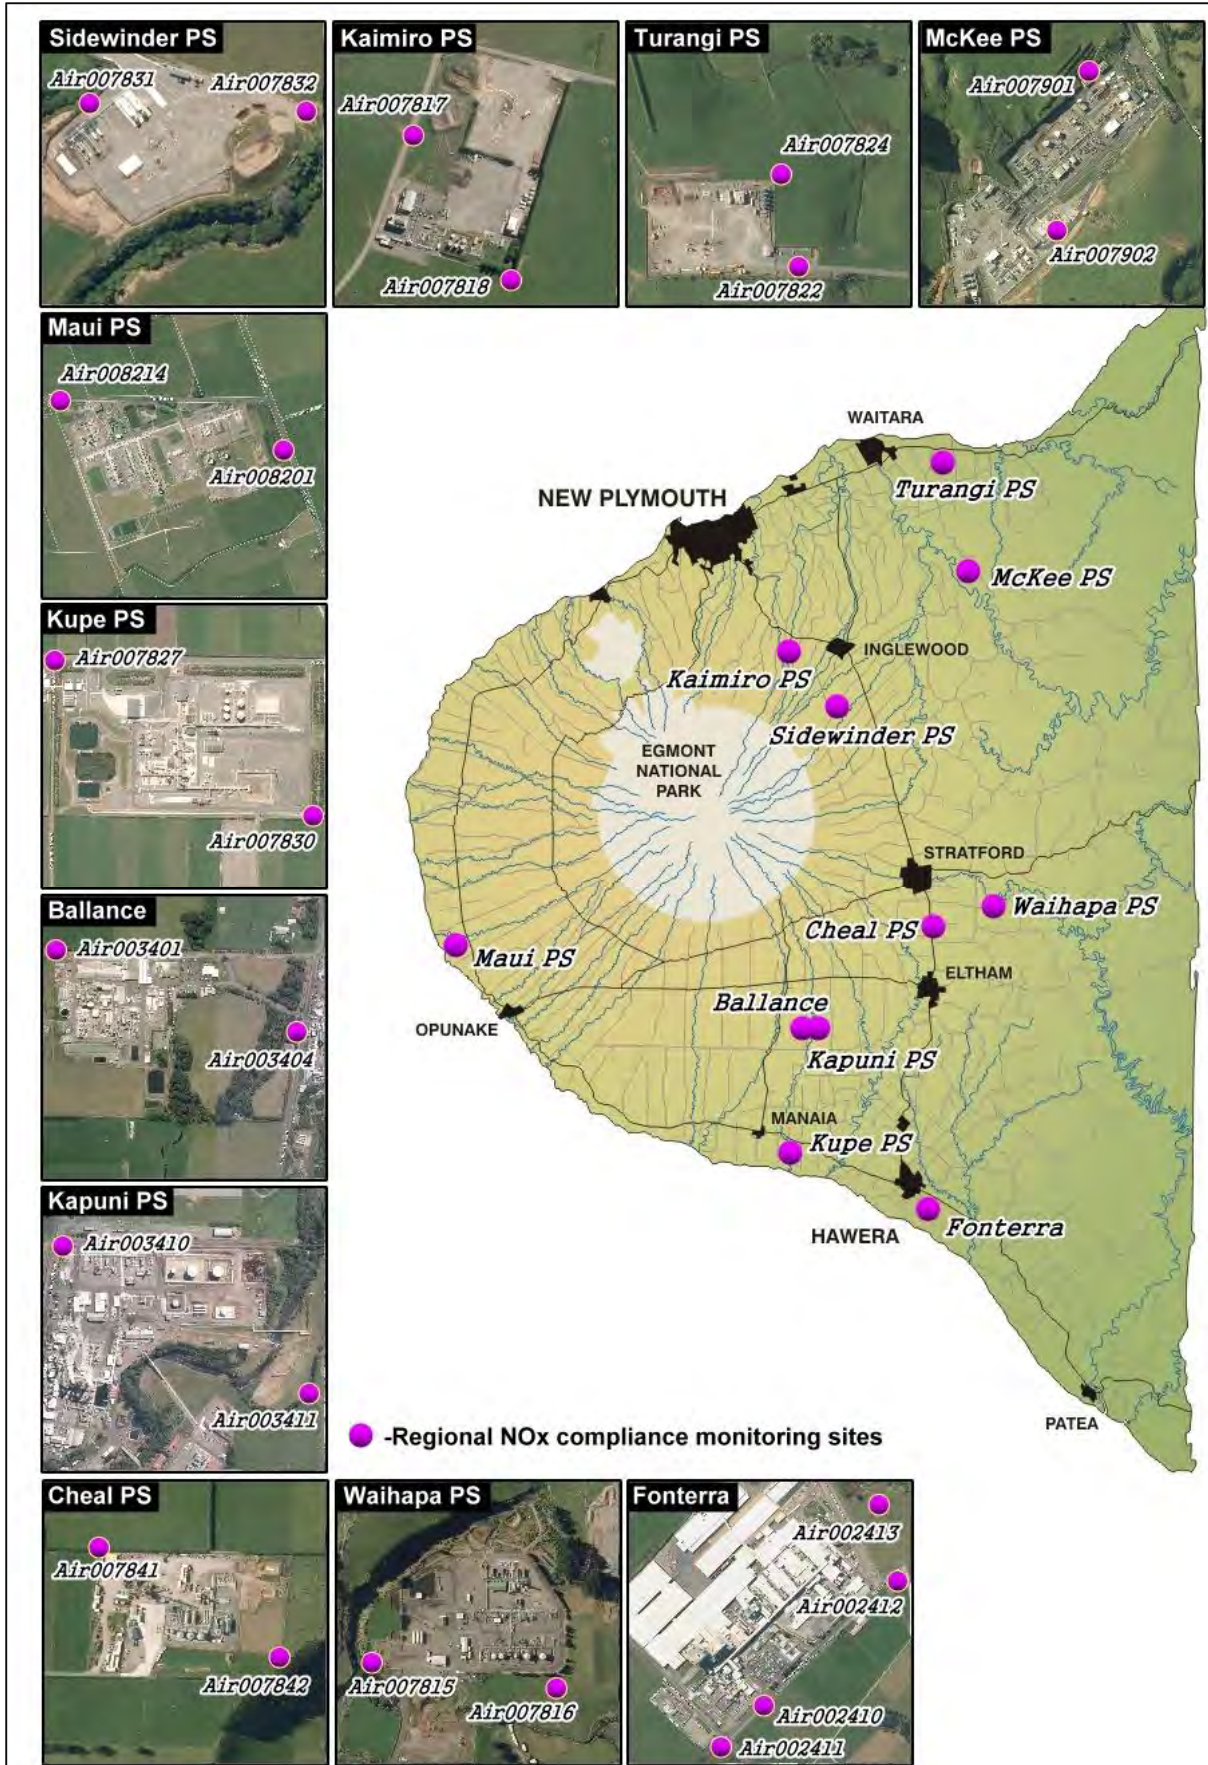 Sidewinder PS
Air007831
Air007832
Kaimiro PS
Air007817
Air007818
Turangi PS
Air007824
Air007822
McKee PS
Air007901
Air007902
Maui PS
Air008214
Air008201
Kupe PS
Air007827
Air007830
Ballance
Air003401
Air003404
Kapuni PS
Air003410
Air003411
WAITARA
Turangi PS
NEW PLYMOUTH
McKee PS
INGLEWOOD
Kaimiro PS
Sidewinder PS
EGMONT
NATIONAL
PARK
STRATFORD
Waihapa PS
Cheal PS
Maui PS
ELTHAM
OPUNAKE
Ballance
Kapuni PS
MANAIA
Kupe PS
HAWERA
Fonterra
PATEA
-Regional NOx compliance monitoring sites
Cheal PS
Air007841
Air007842
Waihapa PS
Air007815
Air007816
Fonterra
Air002413
Air002412
Air002410
Air002411